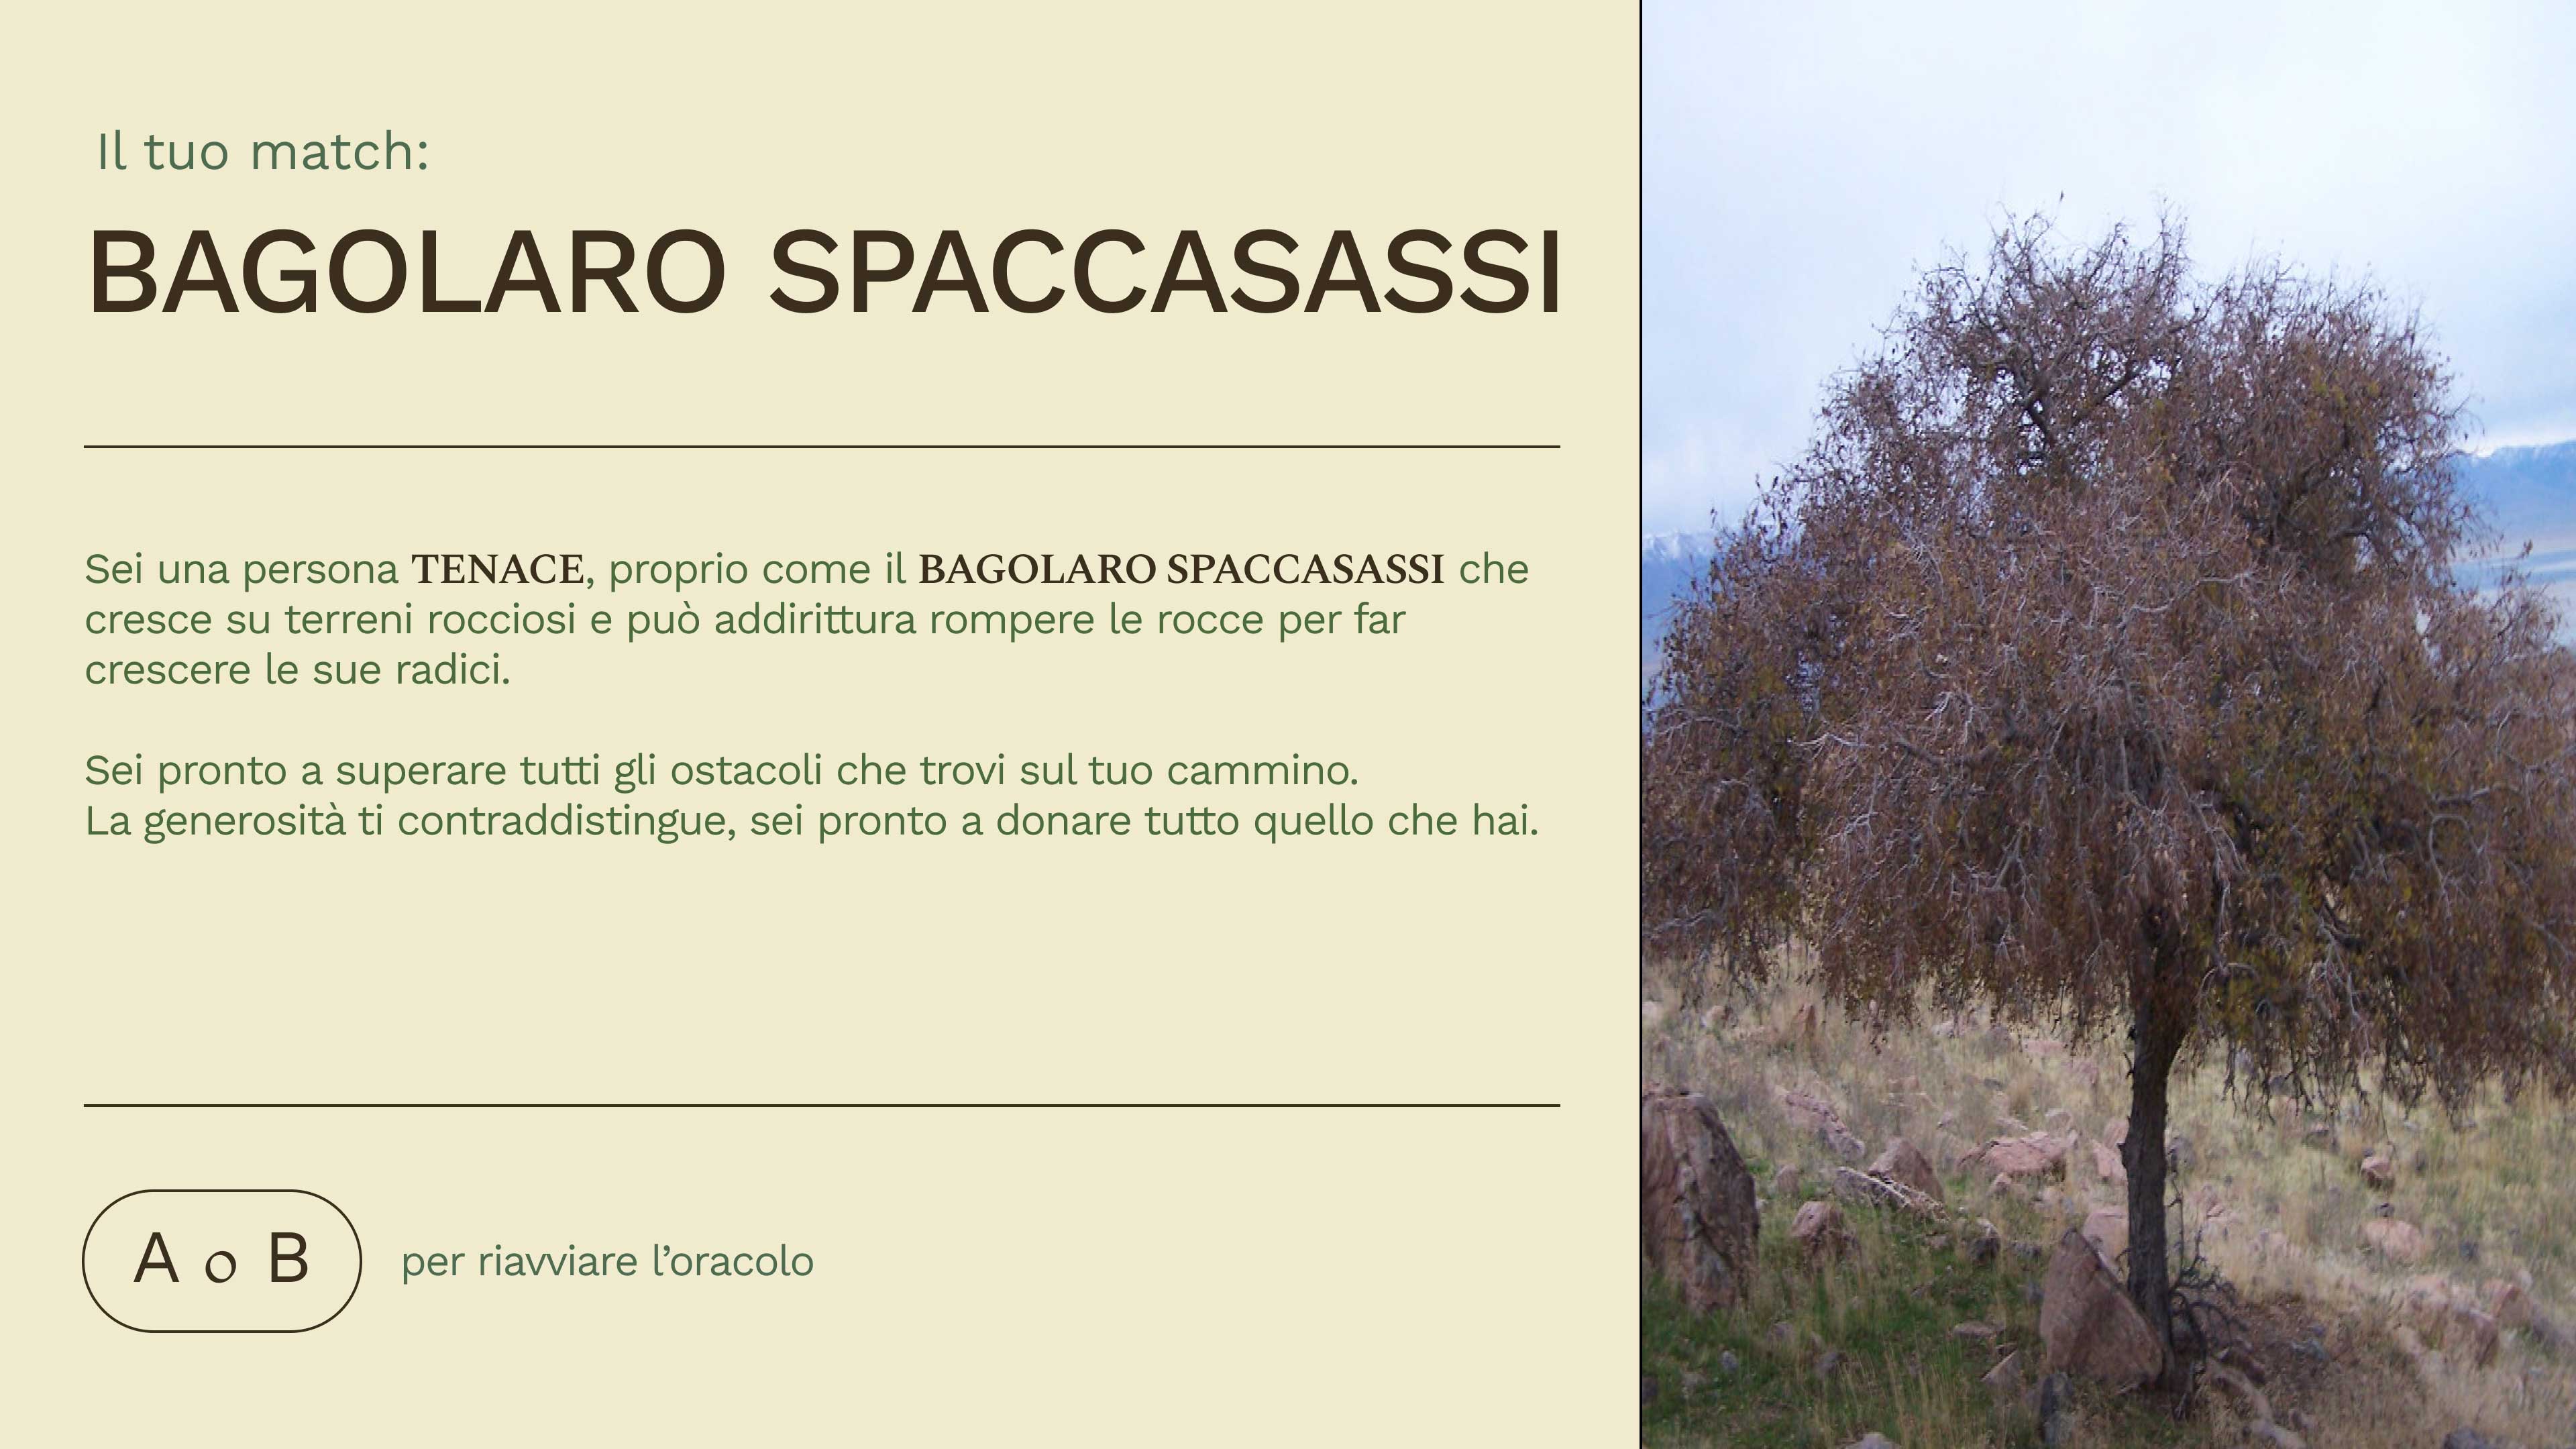 Il tuo match:
BAGOLARO SPACCASASSI
Sei una persona TENACE, proprio come il BAGOLARO SPACCASASSI che
cresce su terreni rocciosi e può addirittura rompere le rocce per far
crescere le sue radici.
Sei pronto a superare tutti gli ostacoli che trovi sul tuo cammino.
La generosità ti contraddistingue, sei pronto a donare tutto quello che hai.
A o B per riavviare l’oracolo